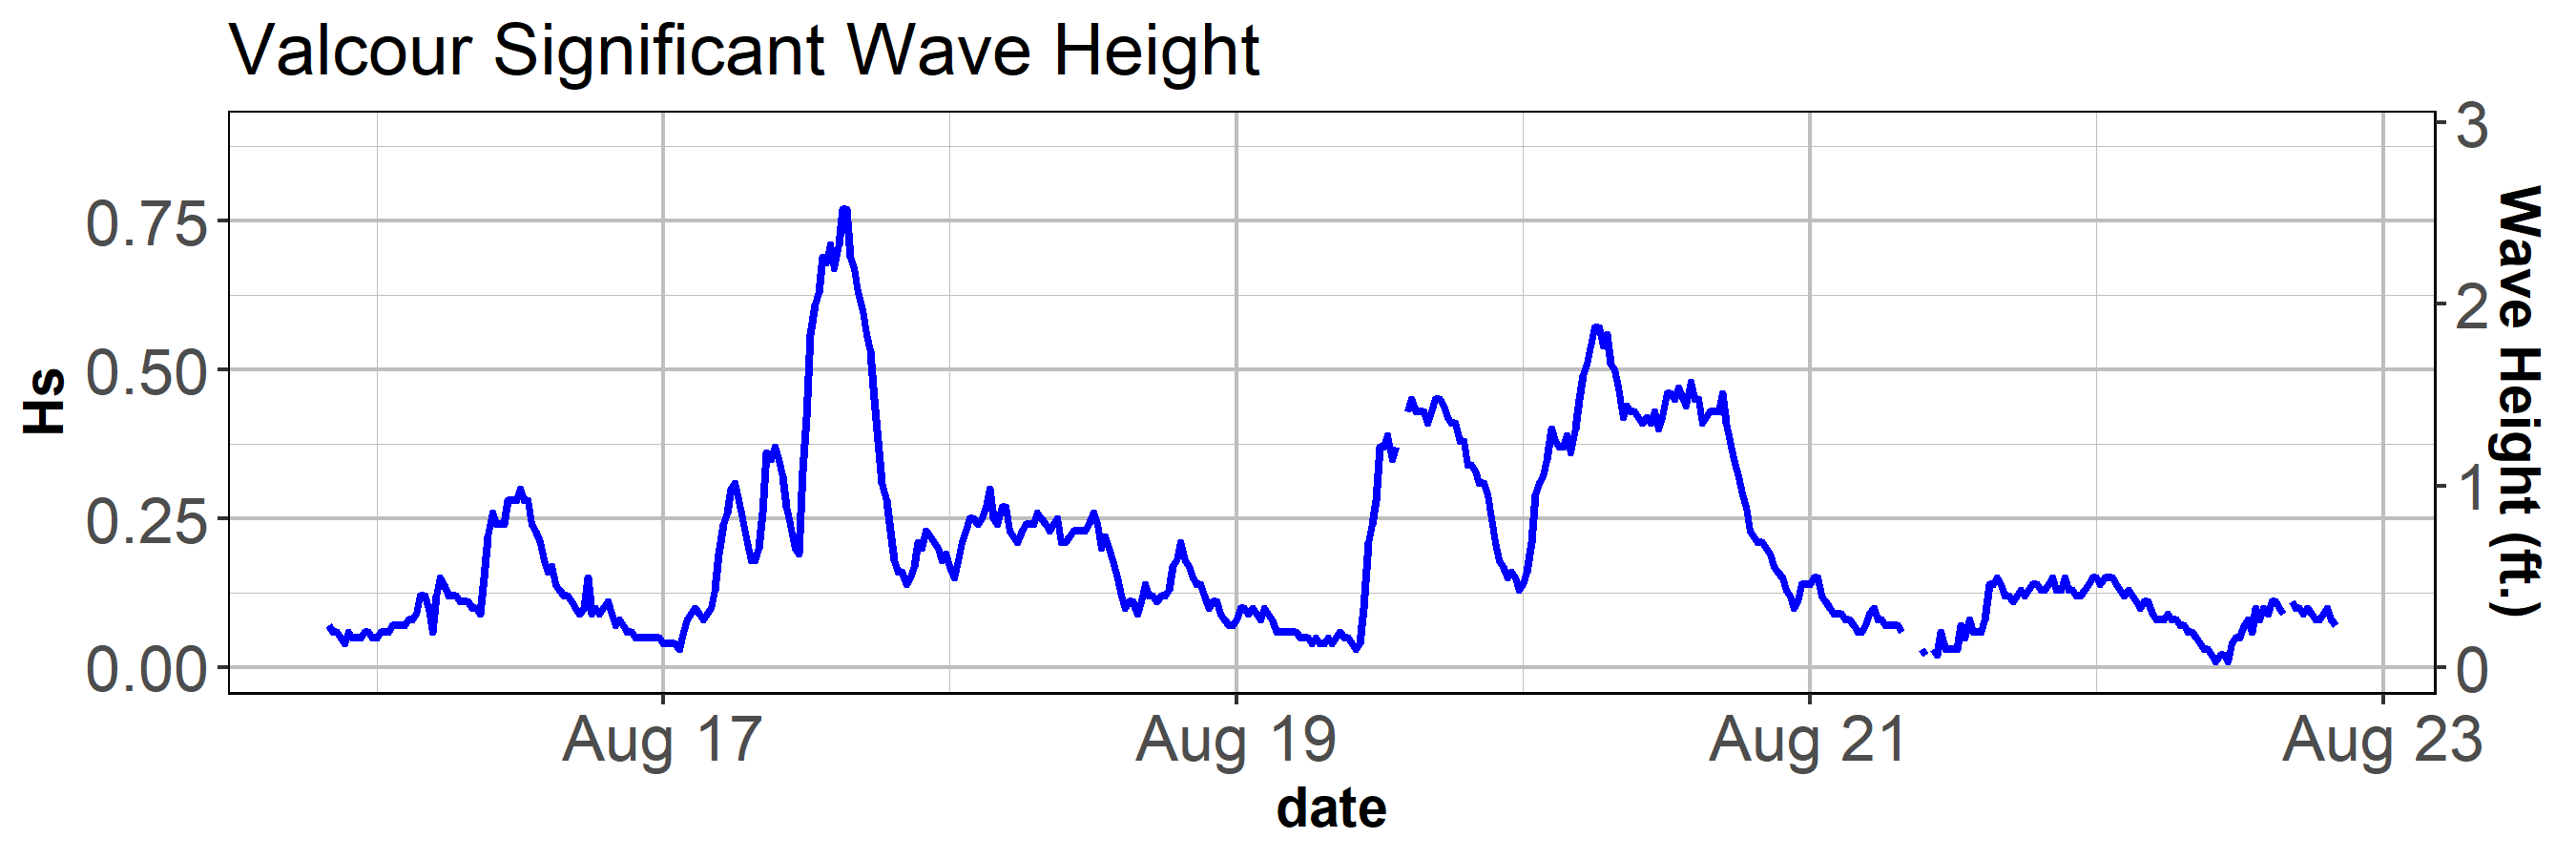 Valcour Significant Wave Height
Hs
0.75
0.50
0.25
0.00
3
2
1
0
Wave Height (ft.)
Aug 17
Aug 19
Aug 21
Aug 23
date